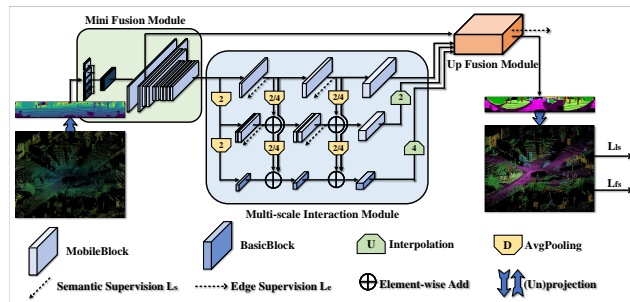 Mini Fusion Module
Up Fusion Module
2
2/4
2/4
2
2
2/4
2/4
4
Multi-scale Interaction Module
Lls
Lfs
MobileBlock
BasicBlock
U Interpolation
D AvgPooling
Semantic Supervision Ls
Edge Supervision Le
Element-wise Add
(Un)projection